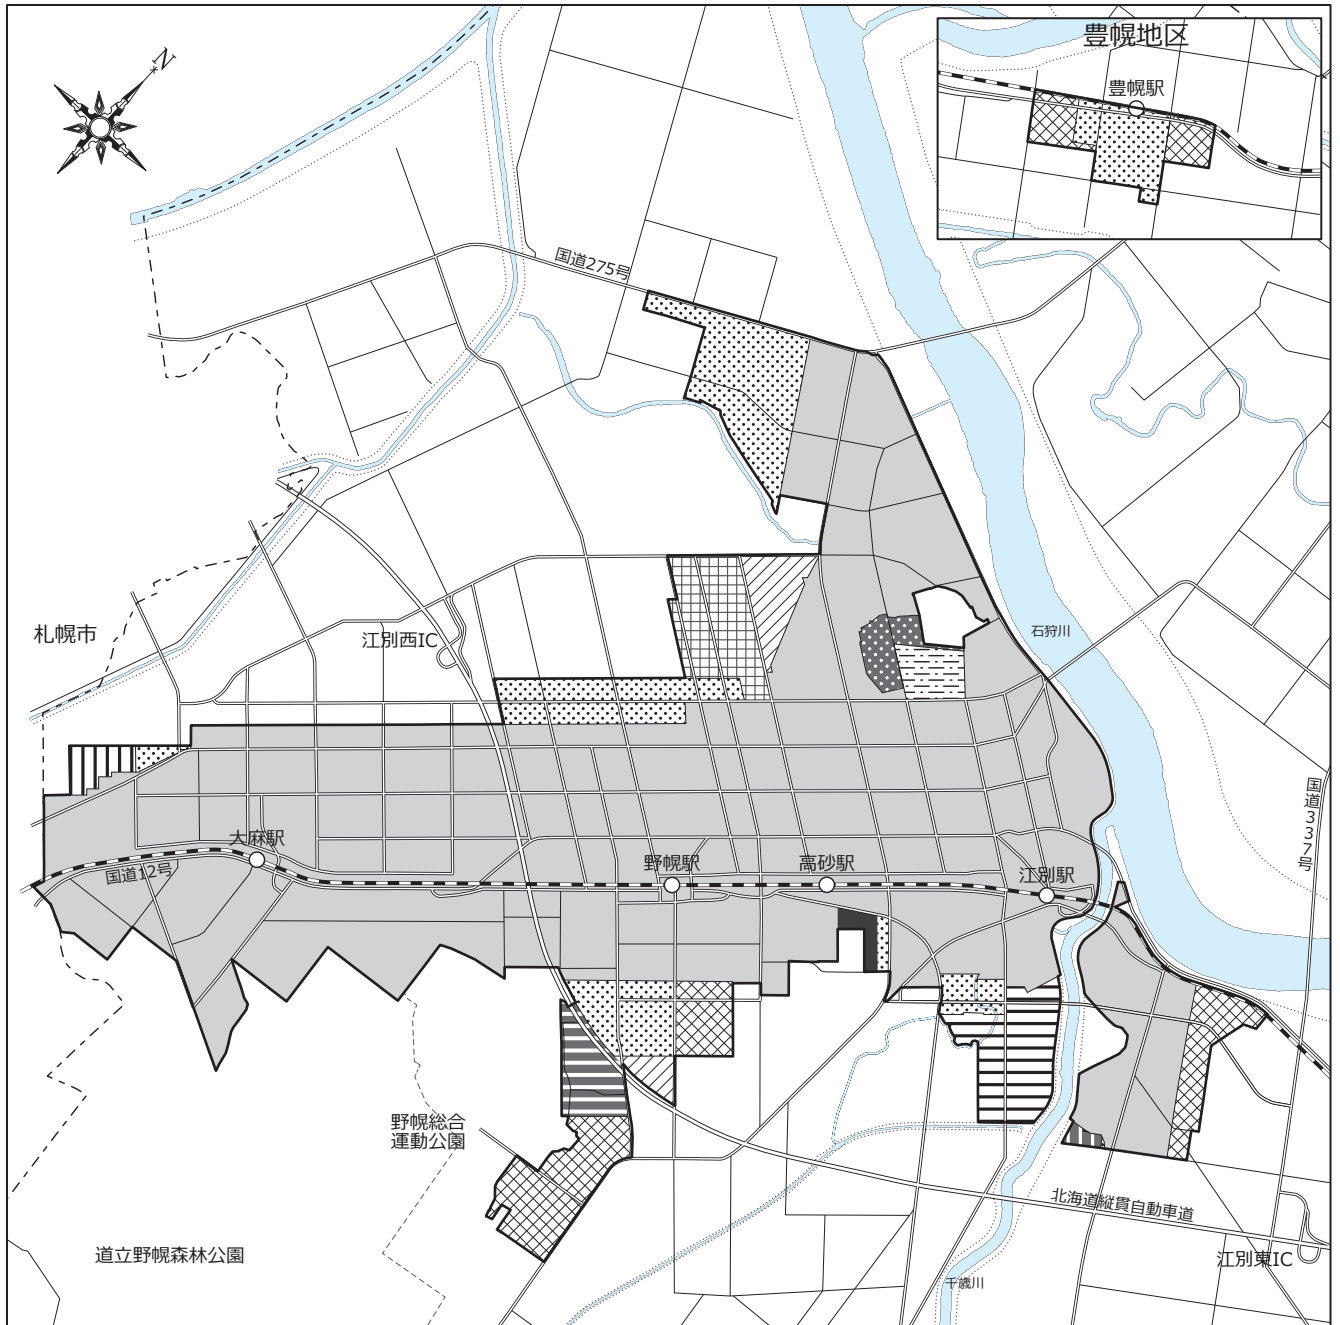 豊幌地区
豊幌駅
N
国道275号
札幌市
江別西IC
石狩川
国道337号
大麻駅
国道12号
野幌駅
高砂駅
江別駅
野幌総合
運動公園
北海道縦貫自動車道
道立野幌森林公園
江別東IC
千歳川